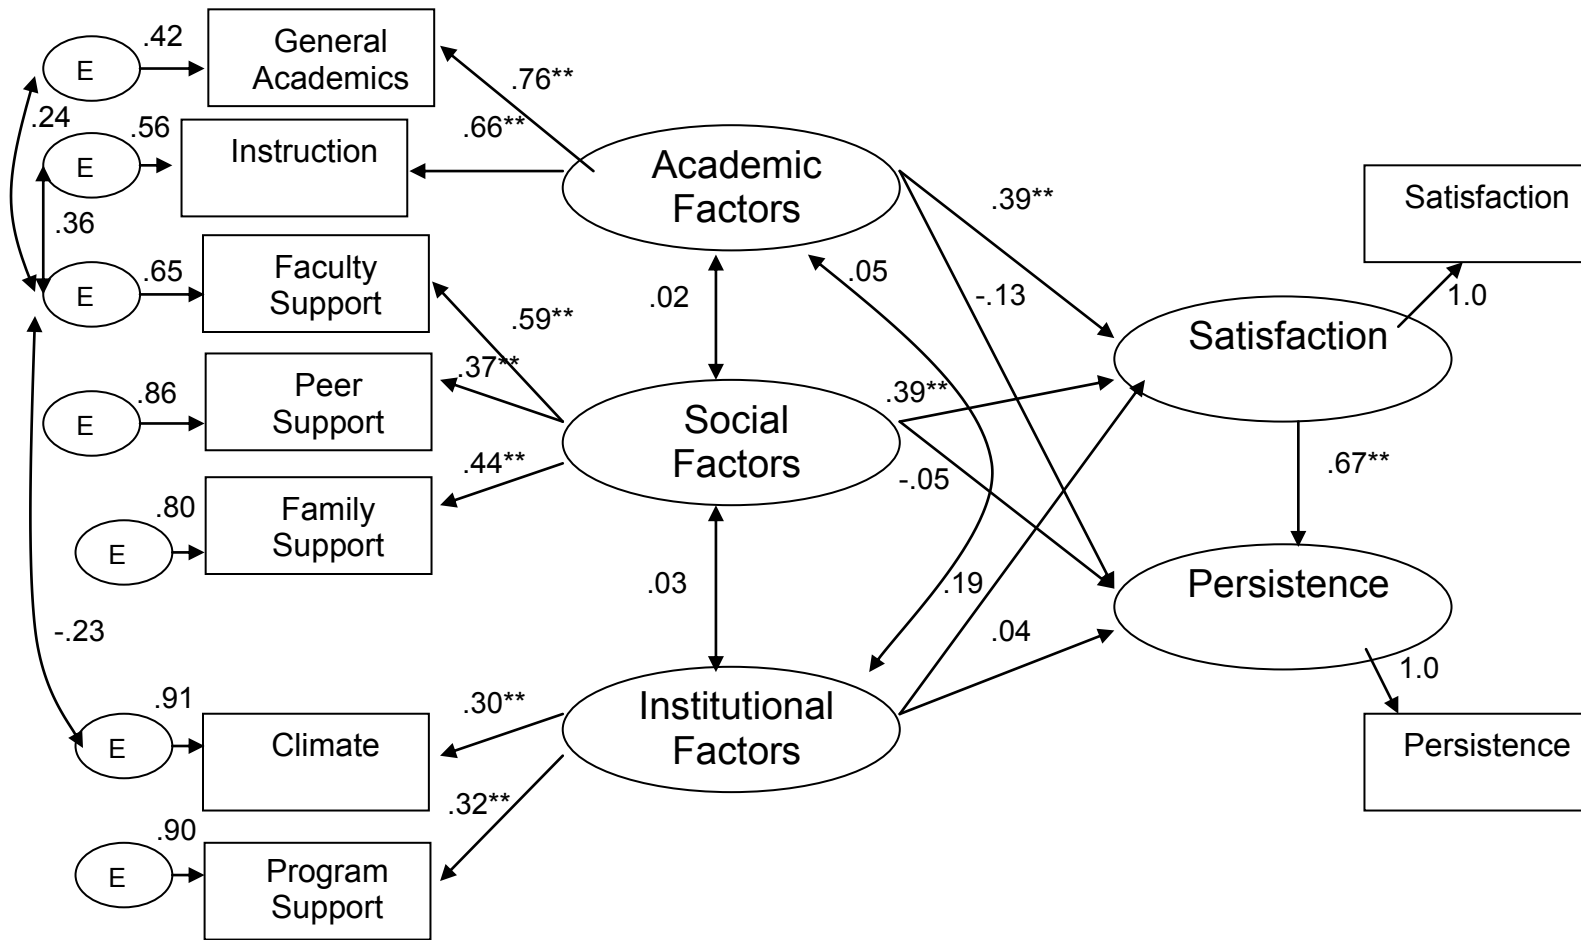 .42
E
General
Academics
.76**
.24
.56
E
Instruction
.66**
Academic
Factors
.39**
Satisfaction
.36
.65
E
Faculty
Support
.59**
.02
.05
-.13
1.0
Satisfaction
.86
E
Peer
Support
.37**
Social
Factors
.39**
.67**
-.05
.80
E
Family
Support
.44**
.03
.19
.04
Persistence
1.0
-.23
.91
E
Climate
.30**
Institutional
Factors
Persistence
.90
E
Program
Support
.32**